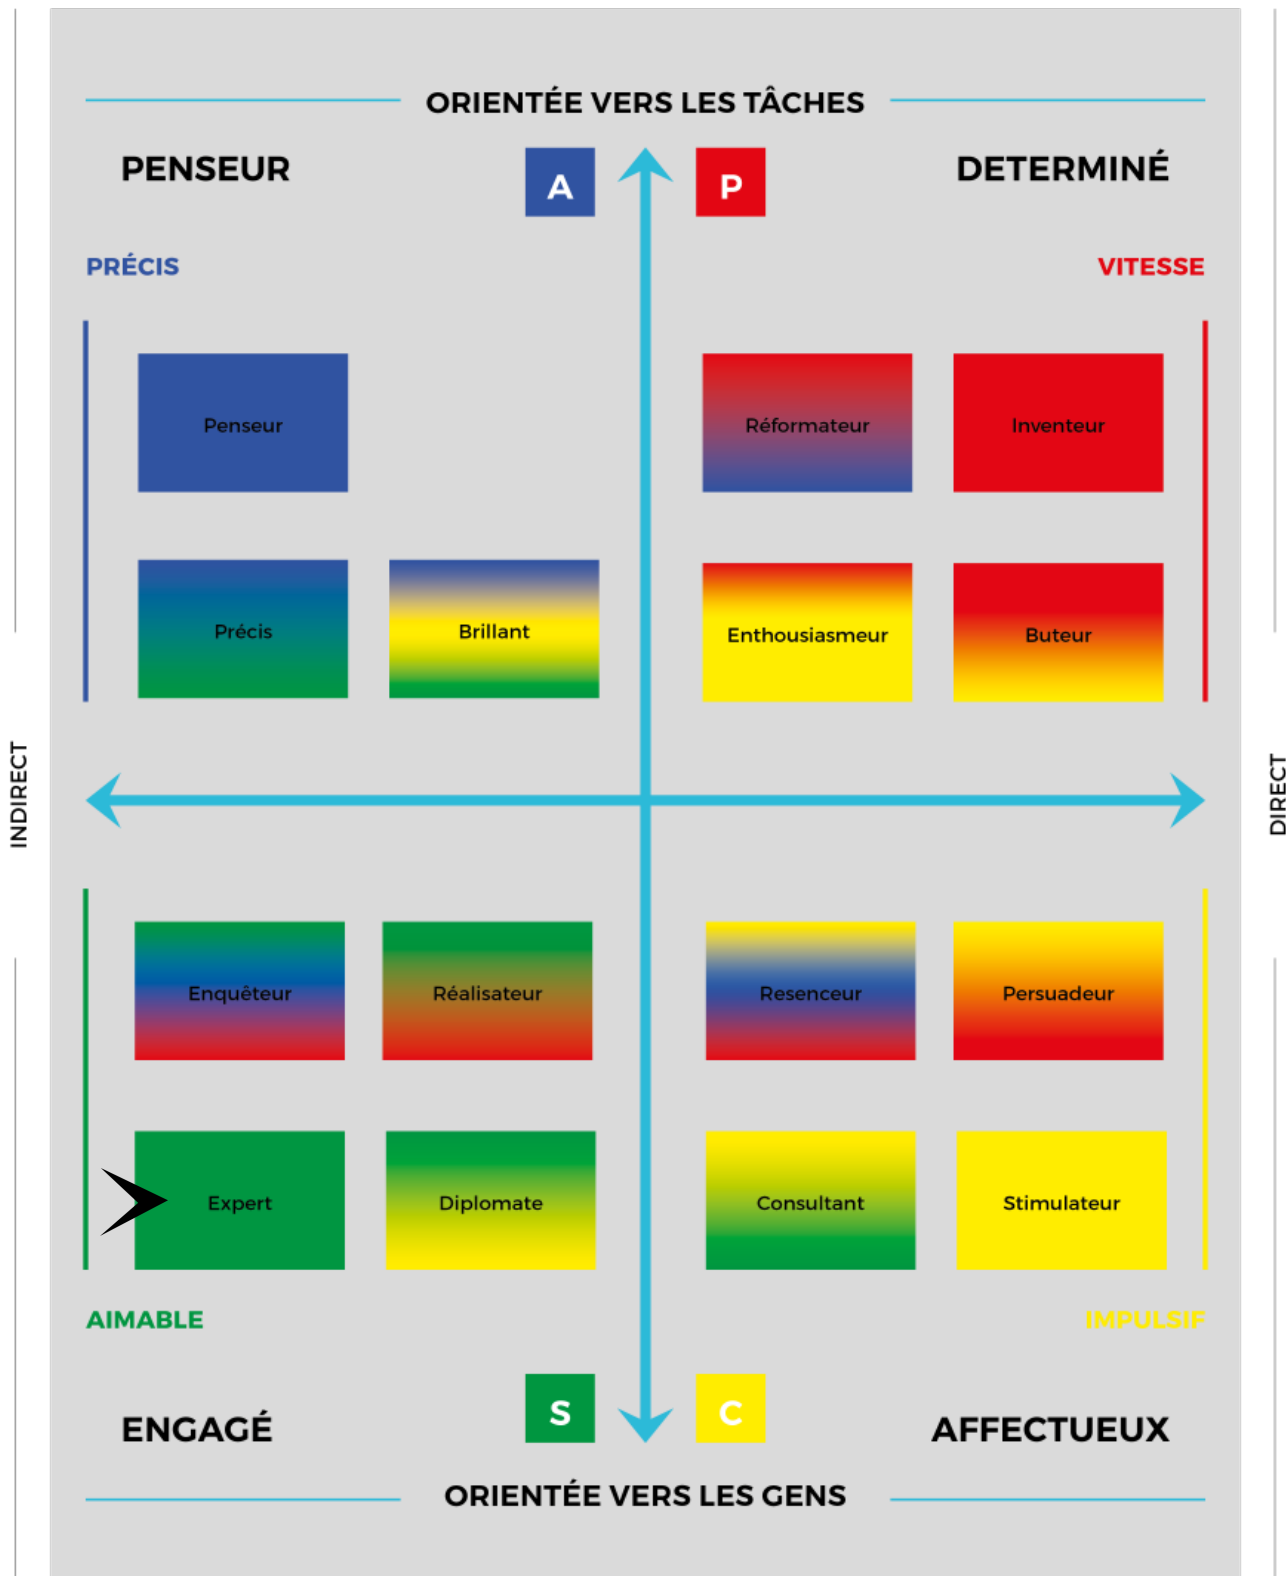 ORIENTÉE VERS LES TÂCHES
PENSEUR
A
P
DETERMINÉ
PRÉCIS
VITESSE
Penseur
Réformateur
Inventeur
Précis
Brillant
Enthousiasmeur
Buteur
INDIRECT
DIRECT
Enquêteur
Réalisateur
Resenceur
Persuadeur
Expert
Diplomate
Consultant
Stimulateur
AIMABLE
IMPULSIF
S
C
ENGAGÉ
AFFECTUEUX
ORIENTÉE VERS LES GENS